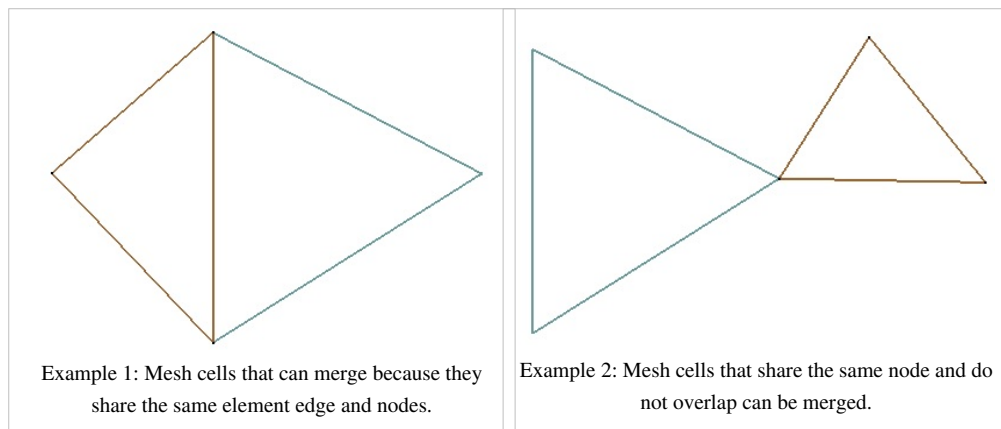 Example 1: Mesh cells that can merge because they
share the same element edge and nodes.
Example 2: Mesh cells that share the same node and do
not overlap can be merged.